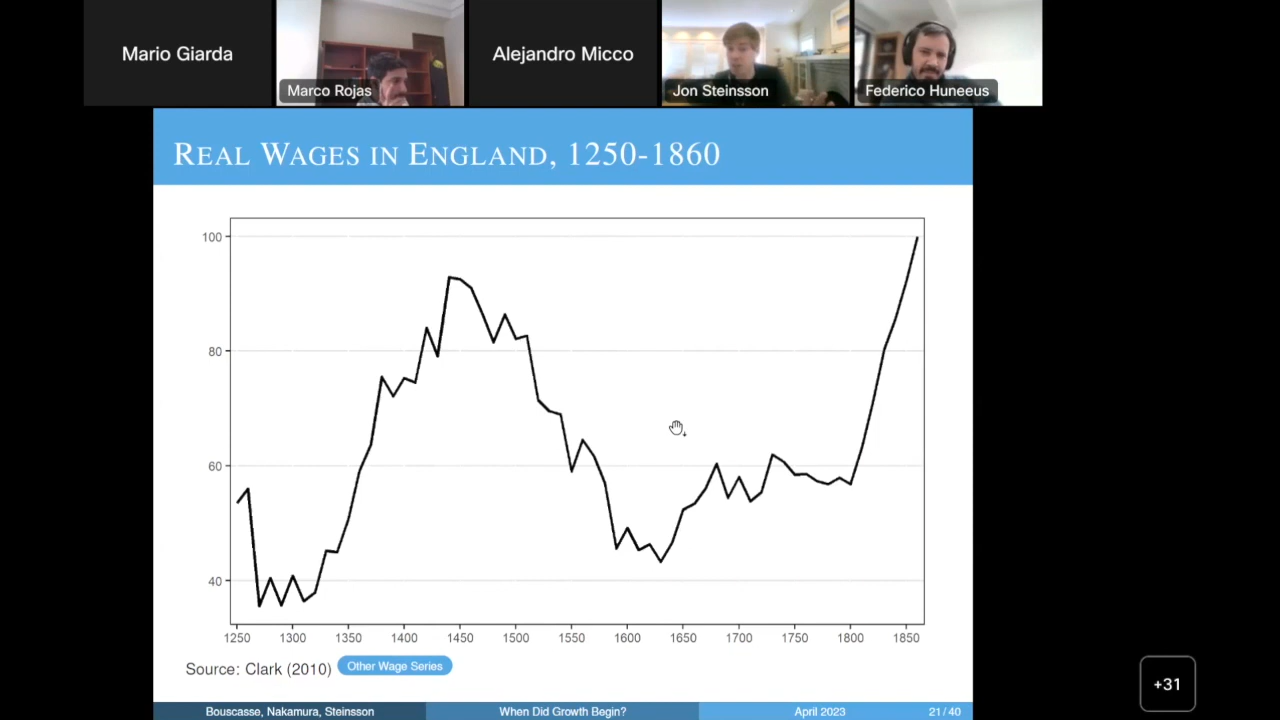 Mario Giarda
Marco Rojas
Alejandro Micco
Jon Steinsson
Federico Huneeus
REAL WAGES IN ENGLAND, 1250-1860
100
80
60
40
1250 1300 1350 1400 1450 1500 1550 1600 1650 1700 1750 1800 1850
Source: Clark (2010) Other Wage Series
Bouscasse, Nakamura, Steinsson When Did Growth Begin? April 2023 21 / 40
+31